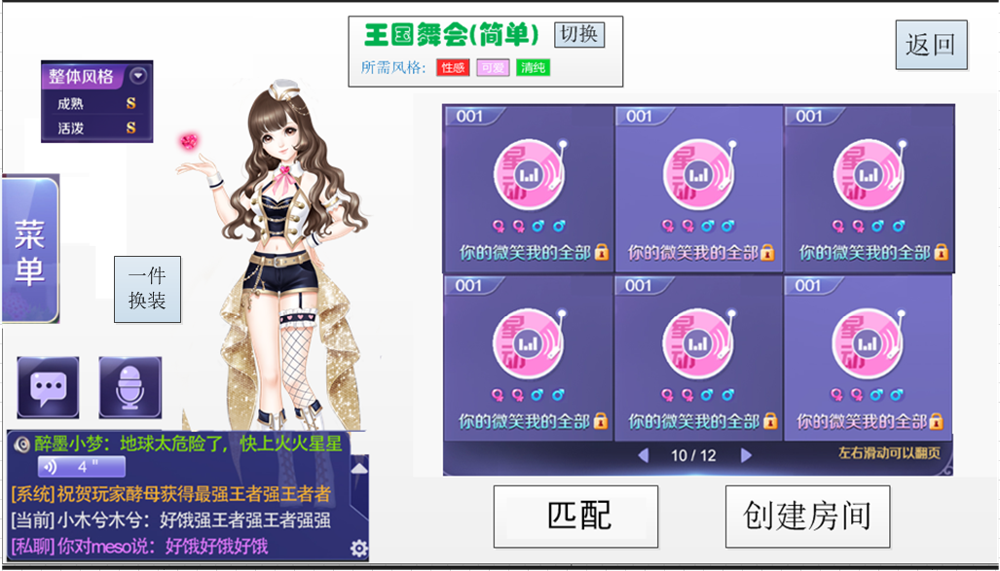 王国舞会(简单)
切换
所需风格: 性感 可爱 清纯
返回
整体风格
成熟 S
活泼 S
菜单
一件
换装
001 001 001
星动 星动 星动
你的微笑我的全部 你的微笑我的全部 你的微笑我的全部
001 001 001
星动 星动 星动
你的微笑我的全部 你的微笑我的全部 你的微笑我的全部
10 / 12
左右滑动可以翻页
醉墨小梦：地球太危险了，快上火火星星
4 "
[系统]祝贺玩家酵母获得最强王者强王者者
[当前]小木兮木兮：好饿强王者强王者强强
[私聊]你对meso说：好饿好饿好饿
匹配
创建房间